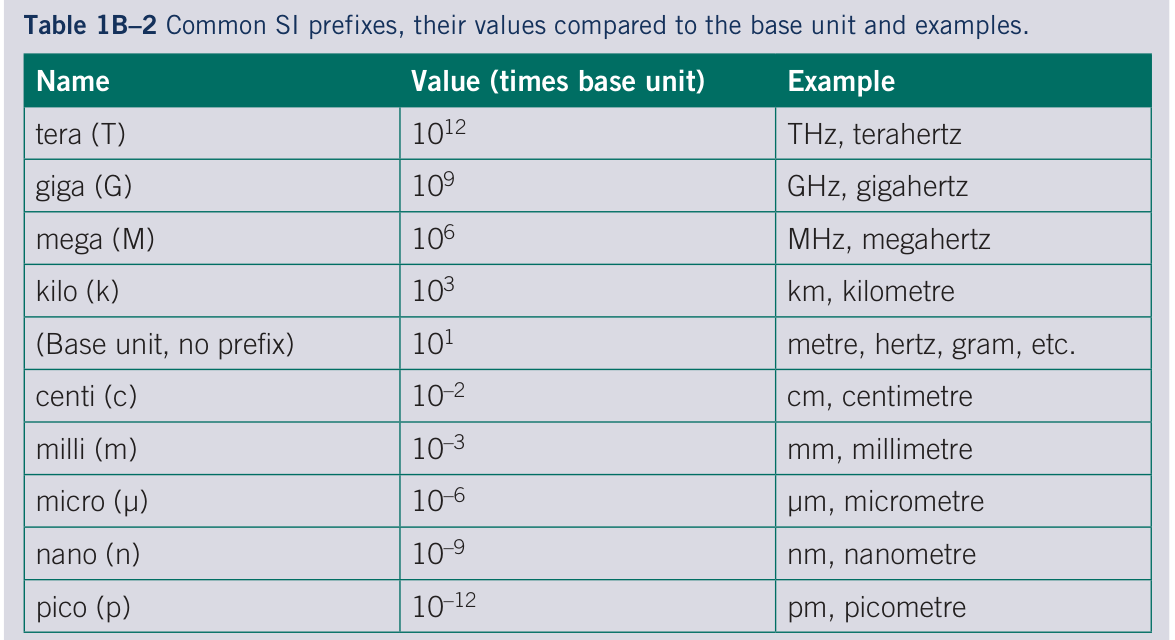 Table 1B–2 Common SI prefixes, their values compared to the base unit and examples.
Name Value (times base unit) Example
tera (T) 10¹² THz, terahertz
giga (G) 10⁹ GHz, gigahertz
mega (M) 10⁶ MHz, megahertz
kilo (k) 10³ km, kilometre
(Base unit, no prefix) 10¹ metre, hertz, gram, etc.
centi (c) 10⁻² cm, centimetre
milli (m) 10⁻³ mm, millimetre
micro (µ) 10⁻⁶ µm, micrometre
nano (n) 10⁻⁹ nm, nanometre
pico (p) 10⁻¹² pm, picometre